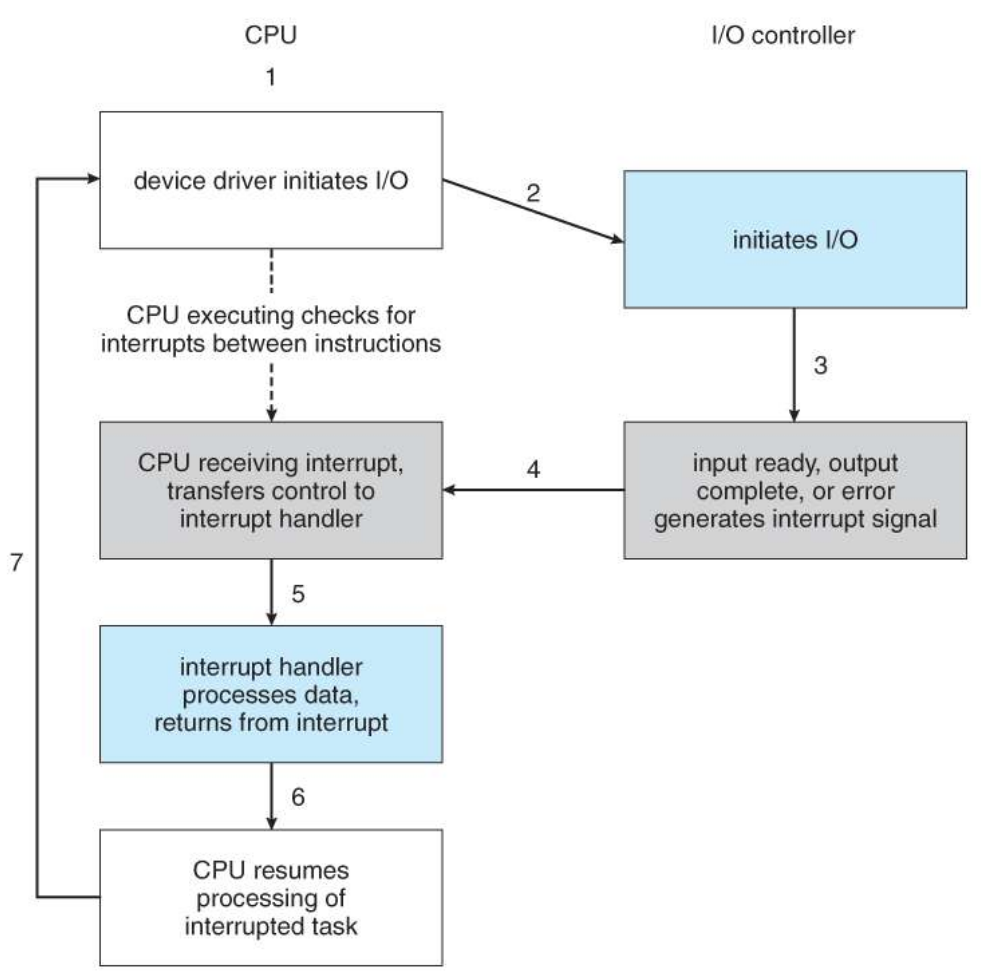 CPU
I/O controller
1
device driver initiates I/O
2
initiates I/O
CPU executing checks for
interrupts between instructions
3
CPU receiving interrupt,
transfers control to
interrupt handler
4
input ready, output
complete, or error
generates interrupt signal
7
5
interrupt handler
processes data,
returns from interrupt
6
CPU resumes
processing of
interrupted task